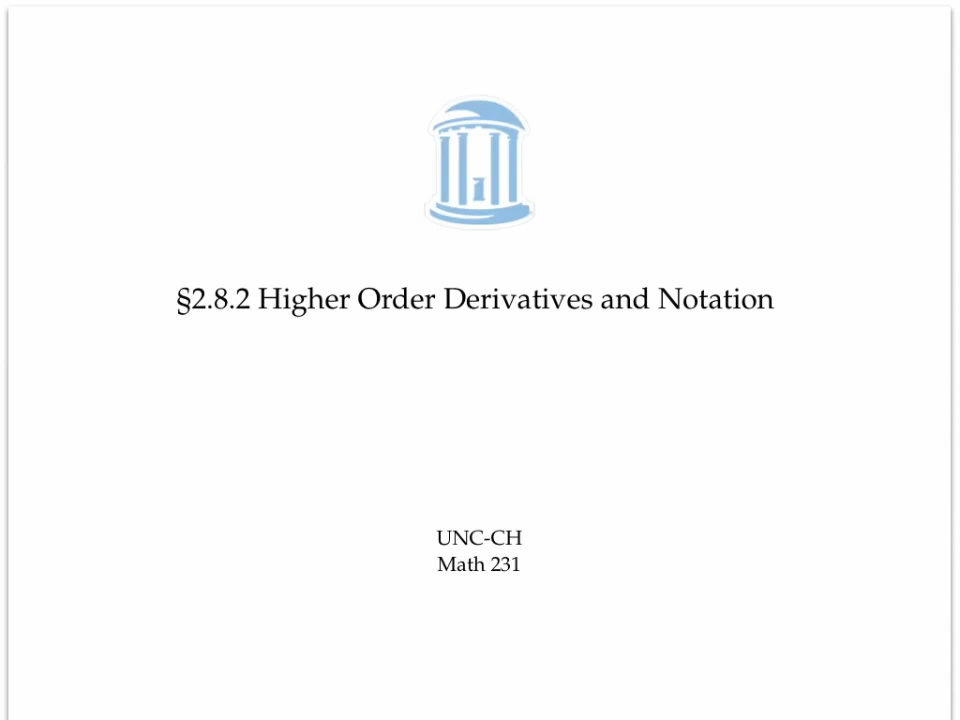 §2.8.2 Higher Order Derivatives and Notation
UNC-CH
Math 231